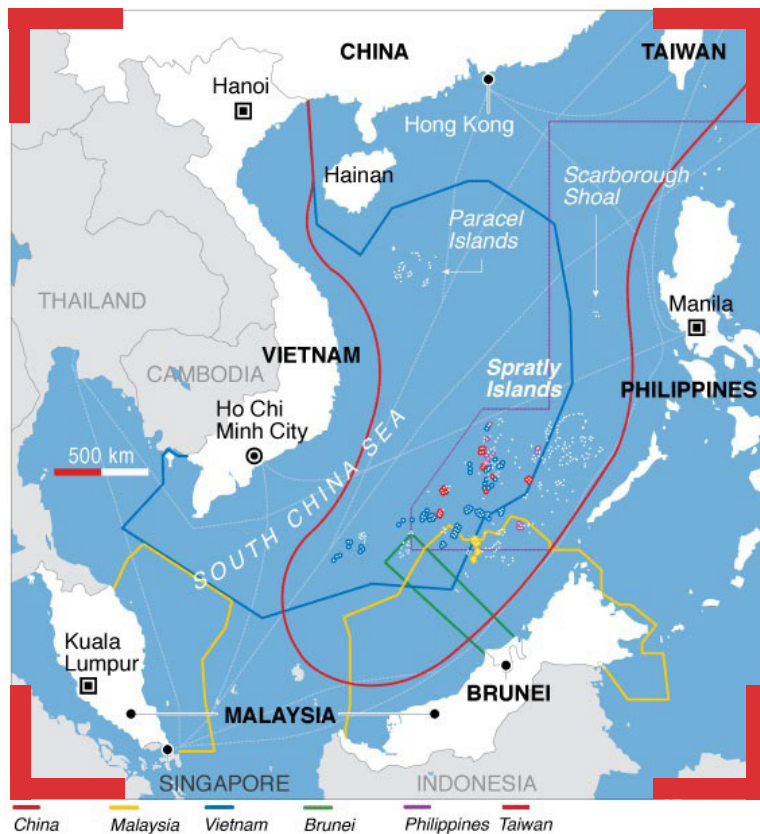 CHINA
TAIWAN
Hanoi
Hong Kong
Hainan
Scarborough
Shoal
Paracel
Islands
THAILAND
Manila
VIETNAM
CAMBODIA
Spratly
Islands
PHILIPPINES
Ho Chi
Minh City
500 km
SOUTH CHINA SEA
Kuala
Lumpur
BRUNEI
MALAYSIA
SINGAPORE
INDONESIA
China
Malaysia
Vietnam
Brunei
Philippines
Taiwan